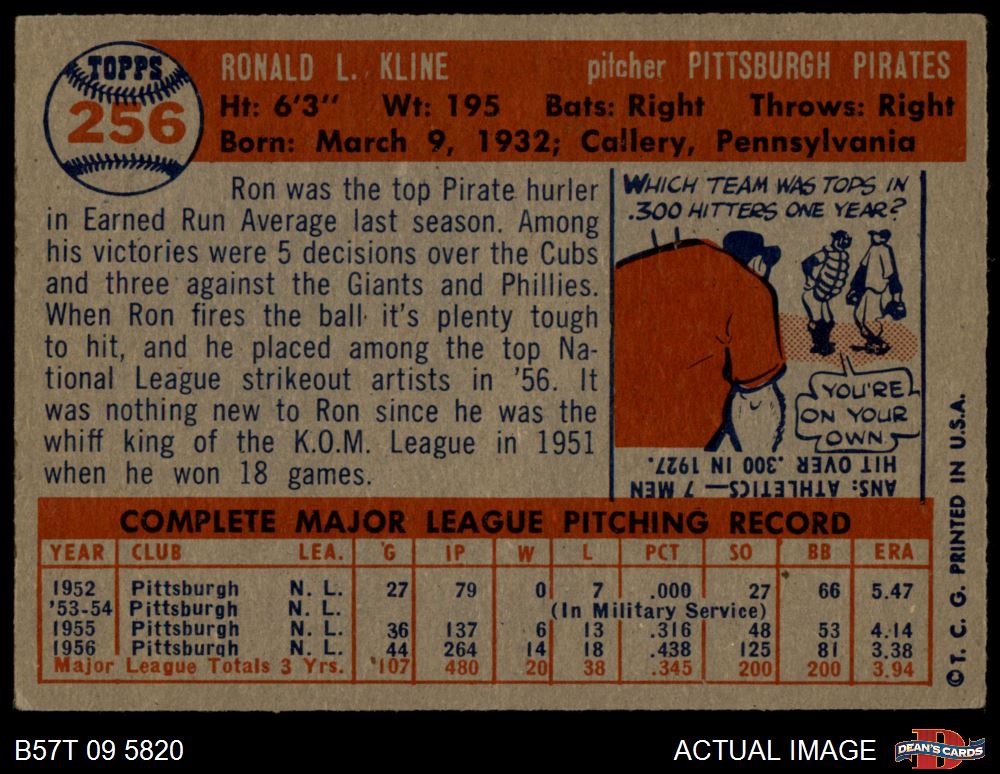 TOPPS
256
RONALD L. KLINE pitcher PITTSBURGH PIRATES
Ht: 6'3" Wt: 195 Bats: Right Throws: Right
Born: March 9, 1932; Callery, Pennsylvania
Ron was the top Pirate hurler
in Earned Run Average last season. Among
his victories were 5 decisions over the Cubs
and three against the Giants and Phillies.
When Ron fires the ball it's plenty tough
to hit, and he placed among the top Na-
tional League strikeout artists in '56. It
was nothing new to Ron since he was the
whiff king of the K.O.M. League in 1951
when he won 18 games.
WHICH TEAM WAS TOPS IN
.300 HITTERS ONE YEAR?
YOU'RE
ON YOUR
OWN.
ANS: ATHLETICS—7 MEN
HIT OVER .300 IN 1927.
COMPLETE MAJOR LEAGUE PITCHING RECORD
YEAR CLUB LEA. G IP W L PCT SO BB ERA
1952 Pittsburgh N. L. 27 79 0 7 .000 27 66 5.47
'53-54 Pittsburgh N. L. (In Military Service)
1955 Pittsburgh N. L. 36 137 6 13 .316 48 53 4.14
1956 Pittsburgh N. L. 44 264 14 18 .438 125 81 3.38
Major League Totals 3 Yrs. 107 480 20 38 .345 200 200 3.94
© T. C. G. PRINTED IN U.S.A.
B57T 09 5820
ACTUAL IMAGE
D
DEAN'S CARDS